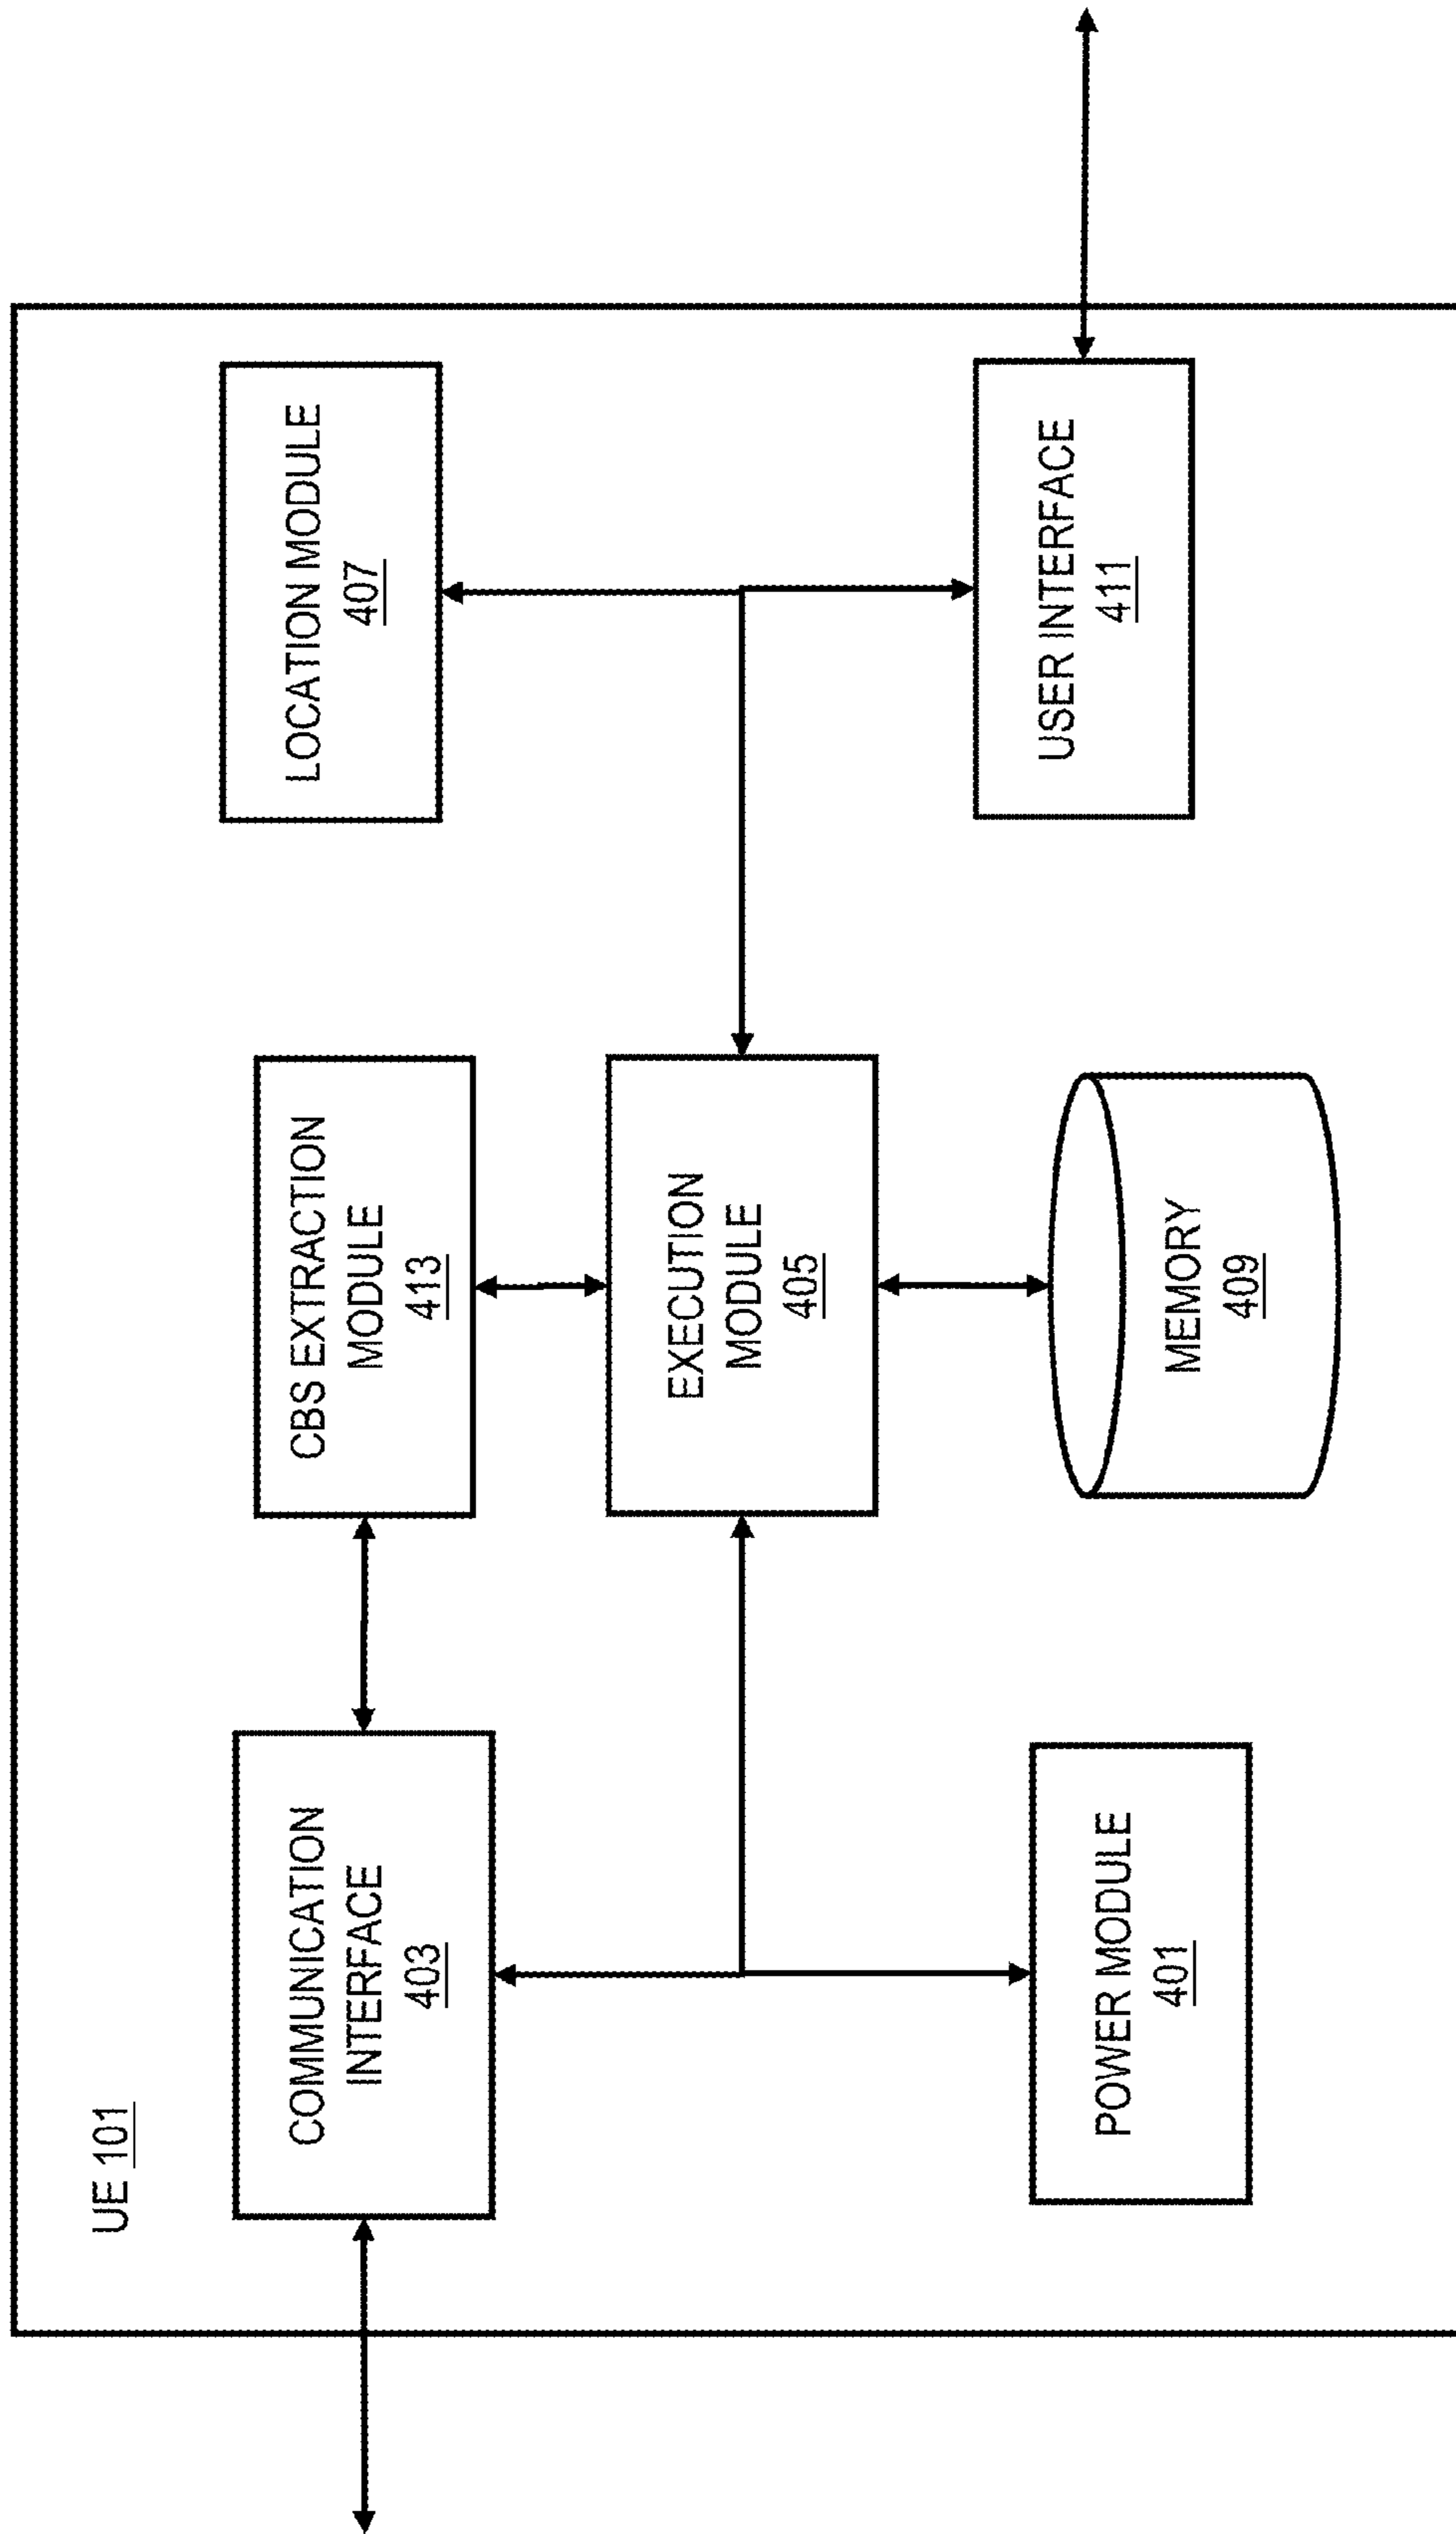 UE 101
COMMUNICATION
INTERFACE
403
CBS EXTRACTION
MODULE
413
LOCATION MODULE
407
EXECUTION
MODULE
405
POWER MODULE
401
MEMORY
409
USER INTERFACE
411